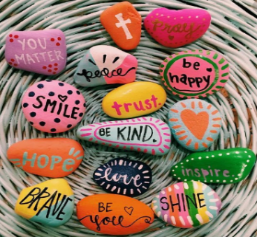 pray
YOU
MATTER
peace
be
happy
SMILE
trust
BE KIND.
HOPE
inspire
love
BRAVE
BE
you
SHINE